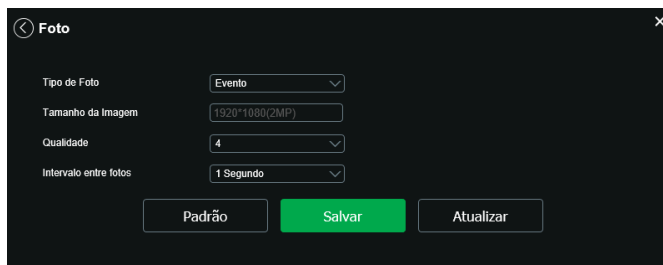 Foto
Tipo de Foto Evento
Tamanho da Imagem 1920*1080(2MP)
Qualidade 4
Intervalo entre fotos 1 Segundo
Padrão Salvar Atualizar